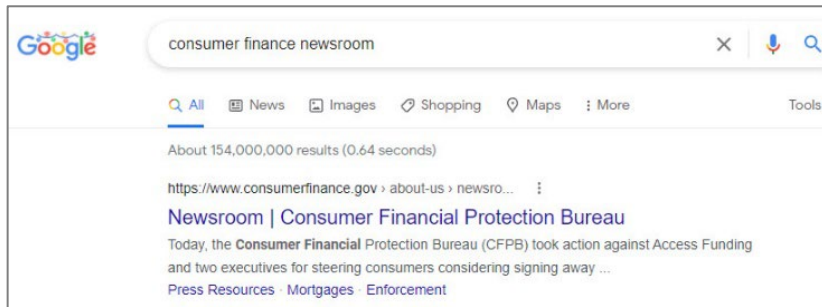 Google
consumer finance newsroom
All News Images Shopping Maps More Tools
About 154,000,000 results (0.64 seconds)
https://www.consumerfinance.gov › about-us › newsro...
Newsroom | Consumer Financial Protection Bureau
Today, the Consumer Financial Protection Bureau (CFPB) took action against Access Funding
and two executives for steering consumers considering signing away ...
Press Resources · Mortgages · Enforcement